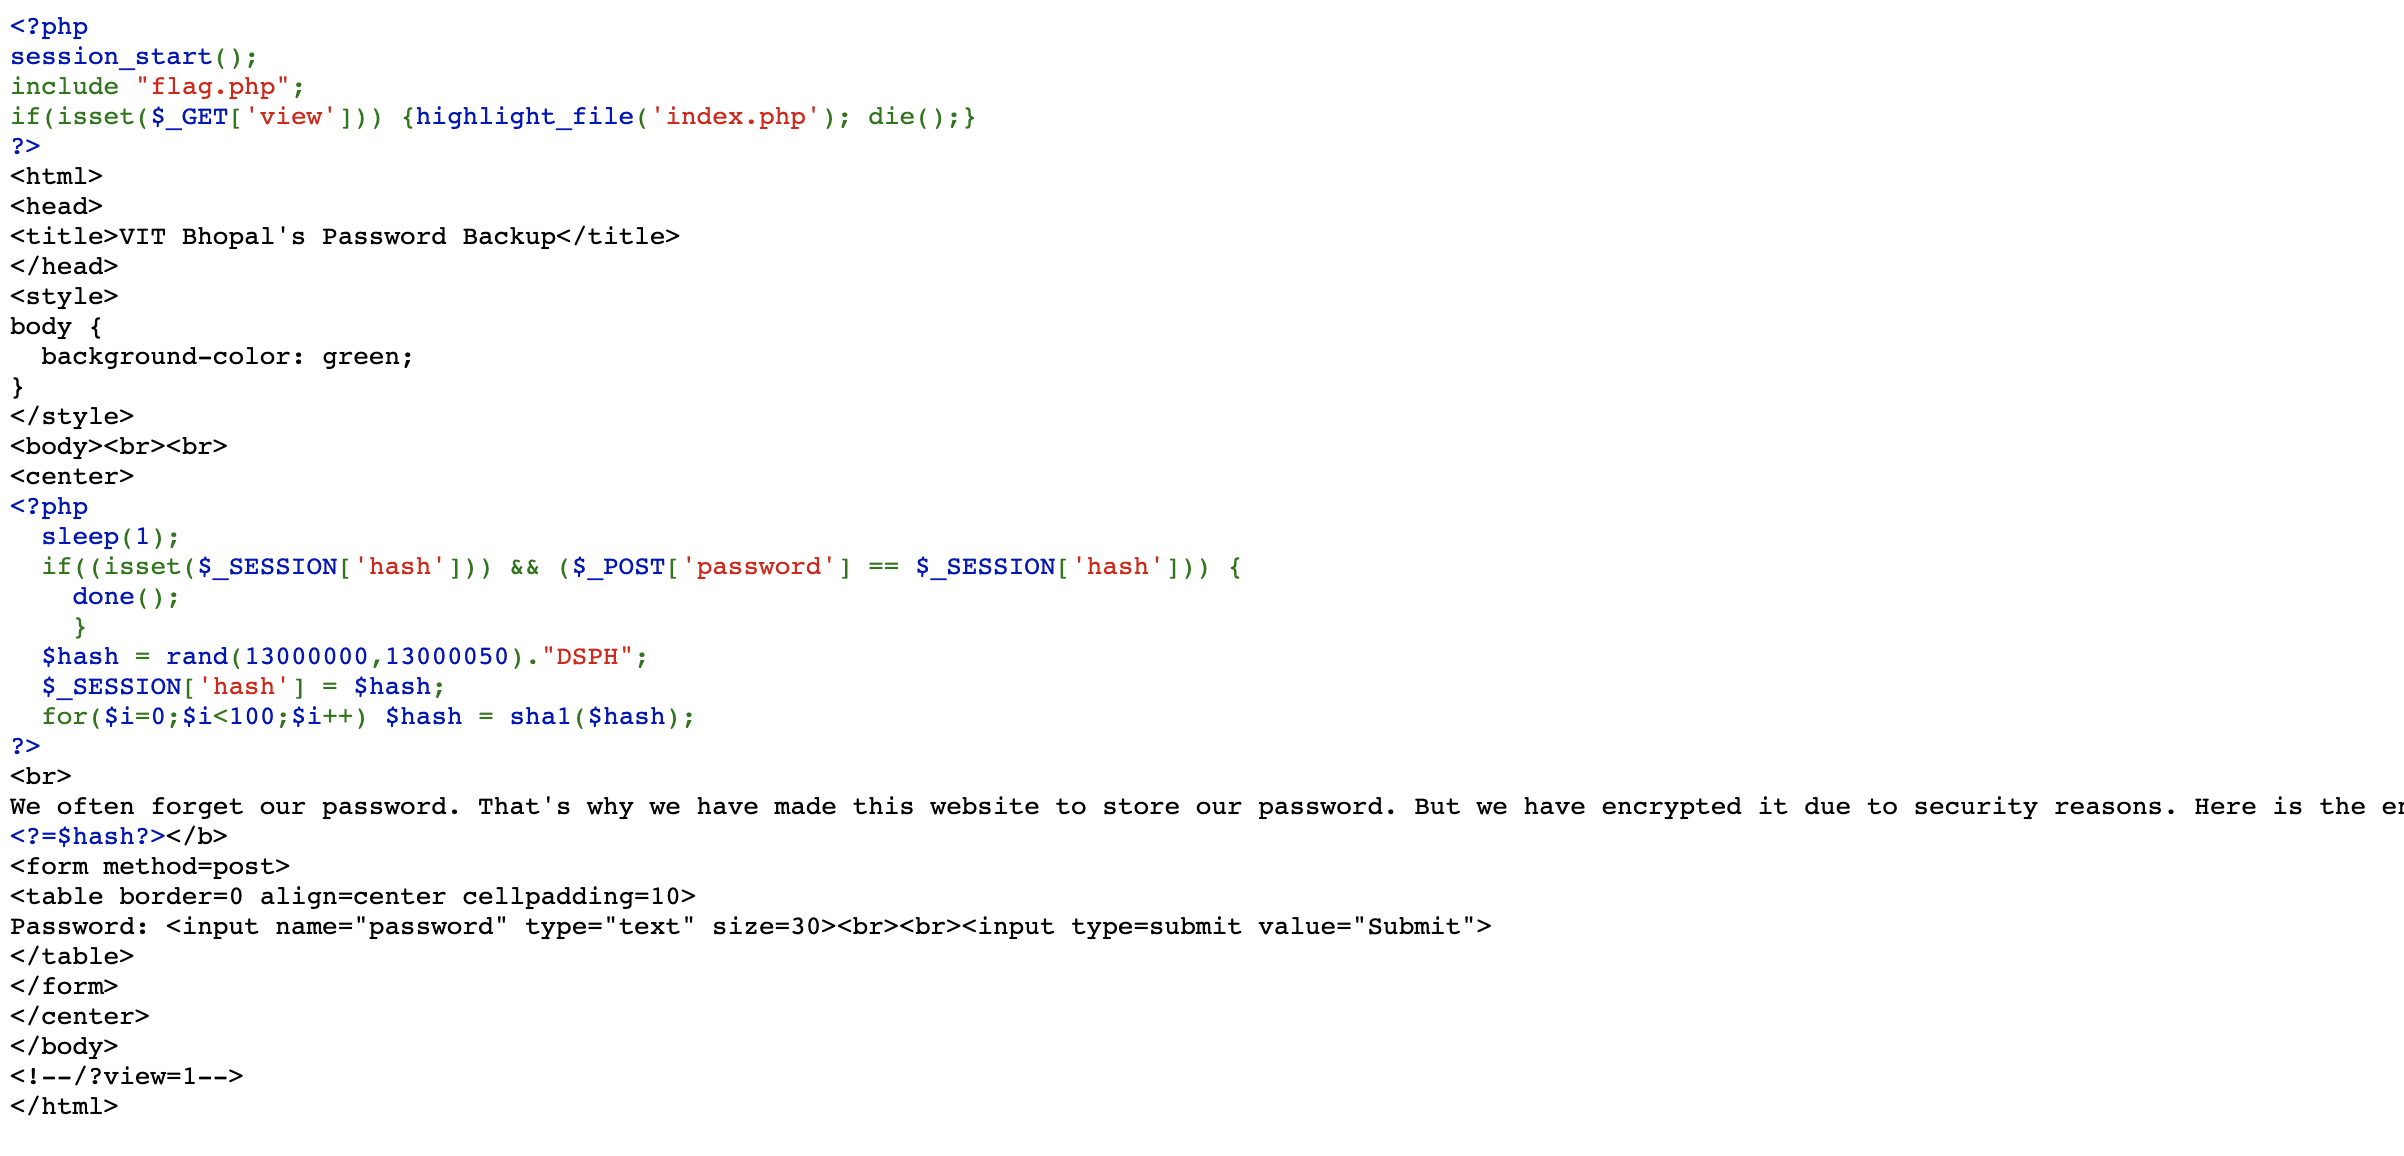 <?php
session_start();
include "flag.php";
if(isset($_GET['view'])) {highlight_file('index.php'); die();}
?>
<html>
<head>
<title>VIT Bhopal's Password Backup</title>
</head>
<style>
body {
  background-color: green;
}
</style>
<body><br><br>
<center>
<?php
  sleep(1);
  if((isset($_SESSION['hash'])) && ($_POST['password'] == $_SESSION['hash'])) {
    done();
    }
  $hash = rand(13000000,13000050)."DSPH";
  $_SESSION['hash'] = $hash;
  for($i=0;$i<100;$i++) $hash = sha1($hash);
?>
<br>
We often forget our password. That's why we have made this website to store our password. But we have encrypted it due to security reasons. Here is the
<?=$hash?></b>
<form method=post>
<table border=0 align=center cellpadding=10>
Password: <input name="password" type="text" size=30><br><br><input type=submit value="Submit">
</table>
</form>
</center>
</body>
<!--/?view=1-->
</html>